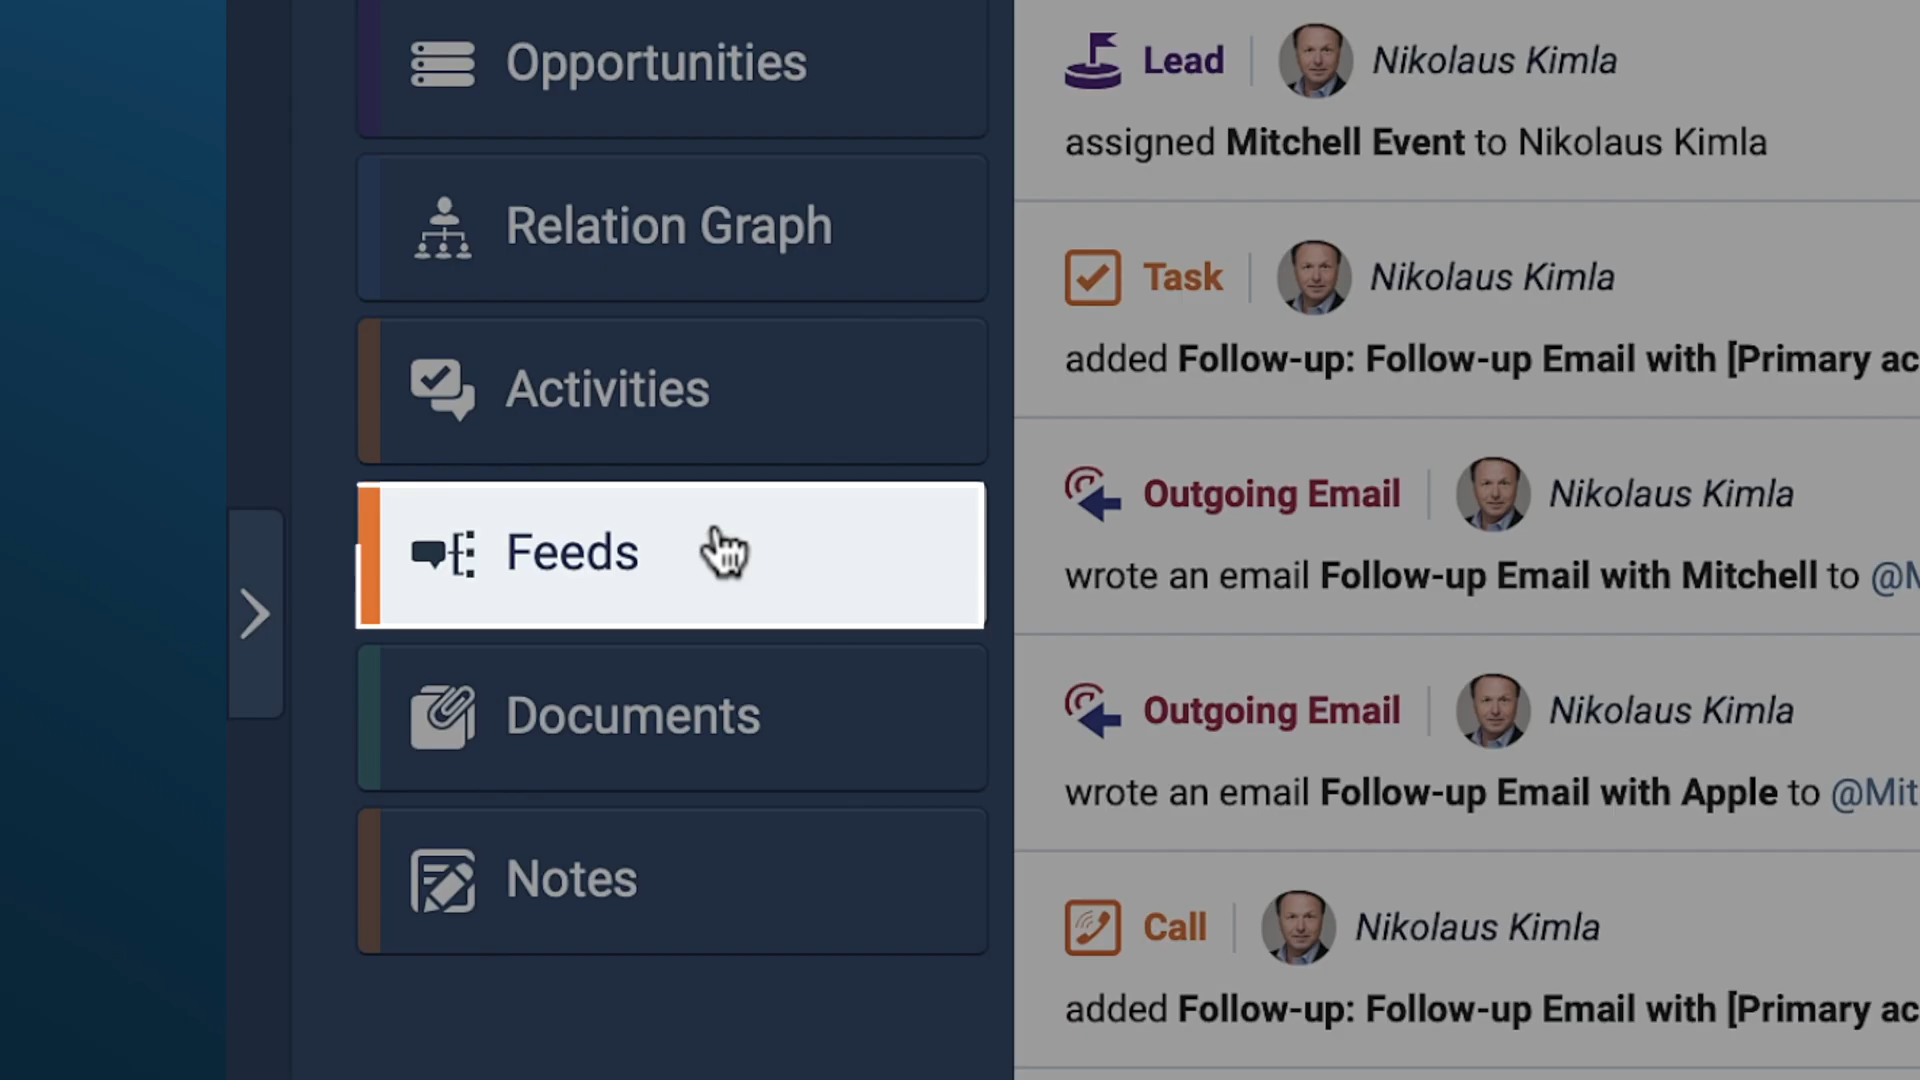 Opportunities
Relation Graph
Activities
Feeds
Documents
Notes
Lead Nikolaus Kimla
assigned Mitchell Event to Nikolaus Kimla
Task Nikolaus Kimla
added Follow-up: Follow-up Email with [Primary ac
Outgoing Email Nikolaus Kimla
wrote an email Follow-up Email with Mitchell to @M
Outgoing Email Nikolaus Kimla
wrote an email Follow-up Email with Apple to @Mit
Call Nikolaus Kimla
added Follow-up: Follow-up Email with [Primary ac